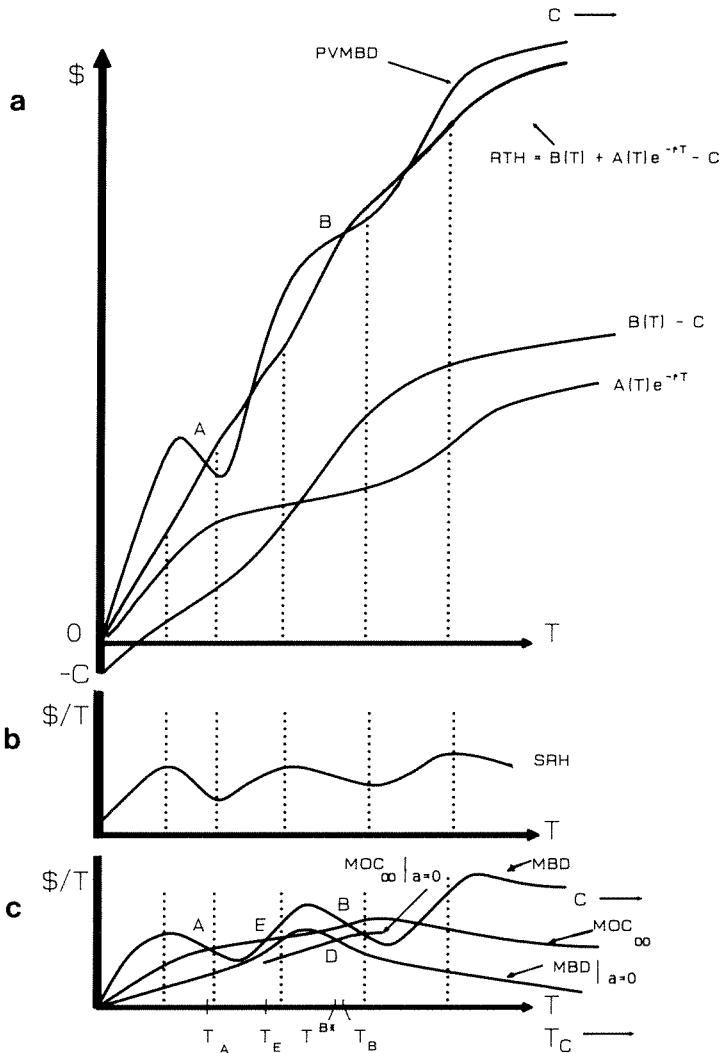 C
PVMBD
$
a
RTH = B(T) + A(T)e^-rT - C
B
B(T) - C
A(T)e^-rT
A
0
T
-C
$/T
b
SRH
T
MOC∞|a=0
MBD
$/T
C
c
A
E
B
MOC∞
D
MBD|a=0
T
T_A
T_E
T^B*
T_B
T_C